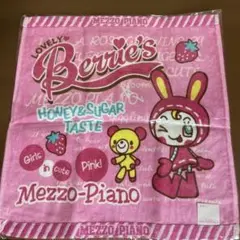 MEZZO-PIANO
LOVELY
Berrie's
HONEY&SUGAR
TASTE
Girls
in cute
Pink!
Mezzo-Piano
MEZZO-PIANO